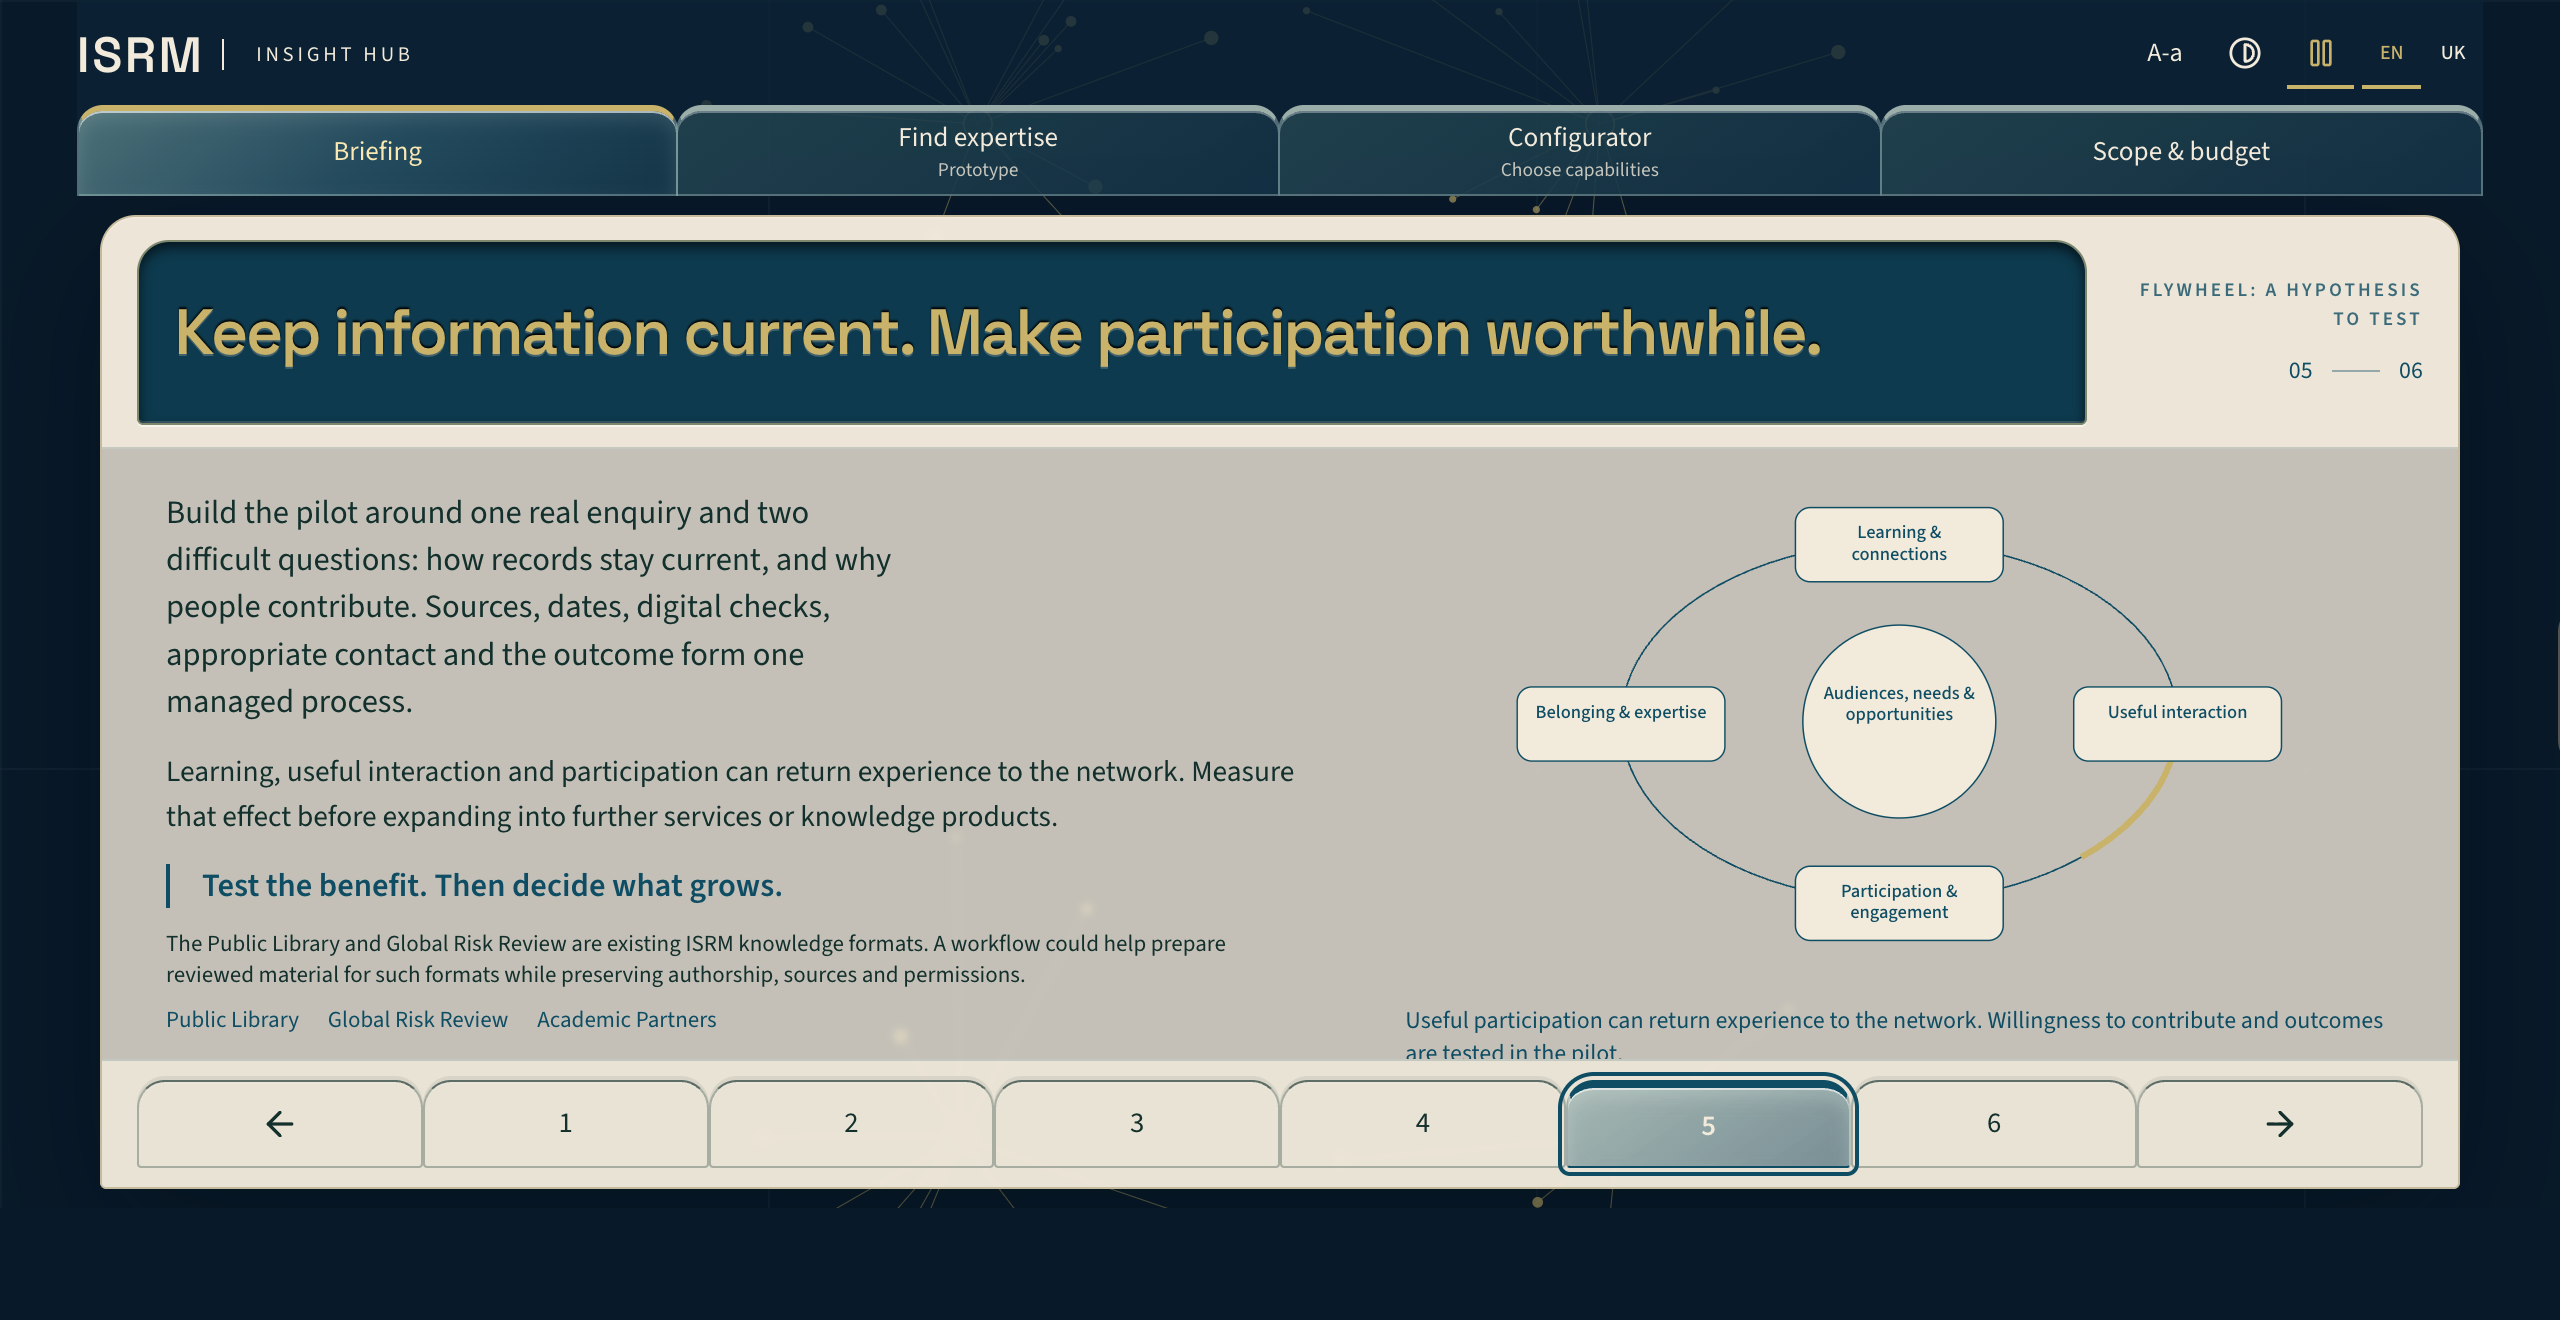 ISRM
INSIGHT HUB
A-a
EN
UK
Briefing
Find expertise
Prototype
Configurator
Choose capabilities
Scope & budget
Keep information current. Make participation worthwhile.
FLYWHEEL: A HYPOTHESIS
TO TEST
05 — 06
Build the pilot around one real enquiry and two
difficult questions: how records stay current, and why
people contribute. Sources, dates, digital checks,
appropriate contact and the outcome form one
managed process.
Learning, useful interaction and participation can return experience to the network. Measure
that effect before expanding into further services or knowledge products.
Test the benefit. Then decide what grows.
The Public Library and Global Risk Review are existing ISRM knowledge formats. A workflow could help prepare
reviewed material for such formats while preserving authorship, sources and permissions.
Public Library
Global Risk Review
Academic Partners
Learning &
connections
Belonging & expertise
Audiences, needs &
opportunities
Useful interaction
Participation &
engagement
Useful participation can return experience to the network. Willingness to contribute and outcomes
are tested in the pilot.
←
1
2
3
4
5
6
→